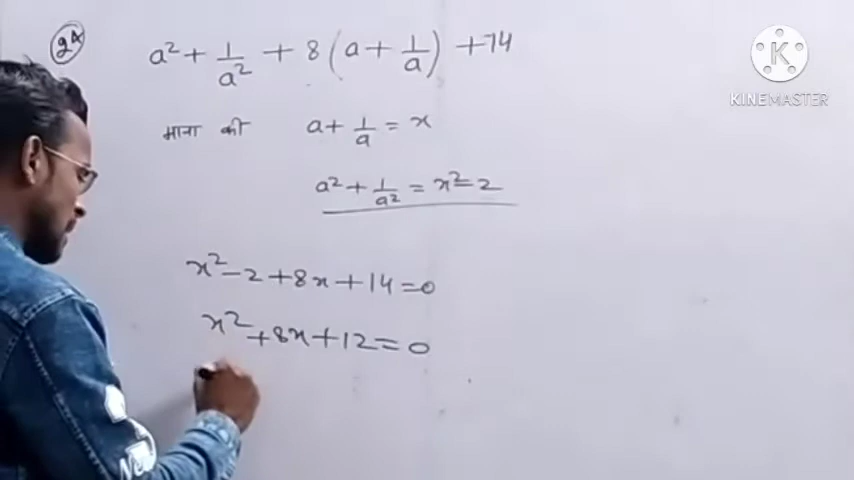 24
a² + 1/a² + 8(a + 1/a) + 14
माना की a + 1/a = x
a² + 1/a² = x² - 2
x² - 2 + 8x + 14 = 0
x² + 8x + 12 = 0
K
KINEMASTER